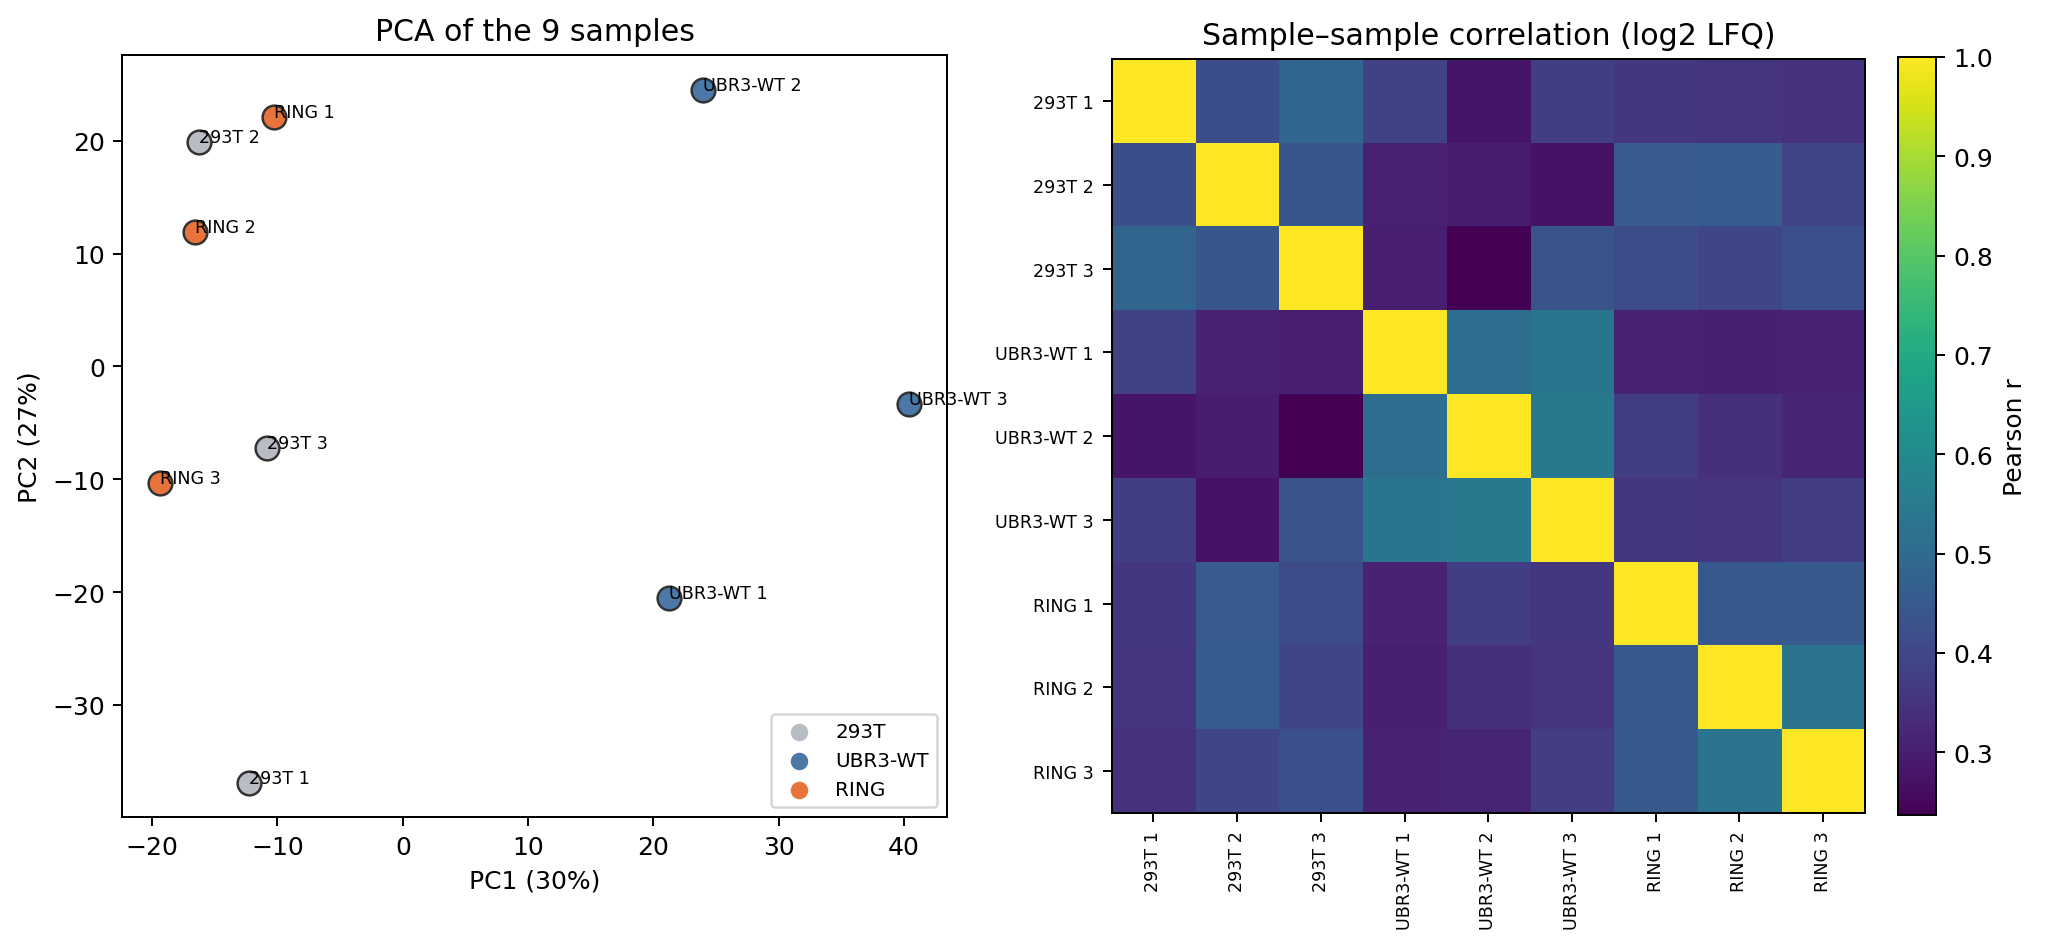 PCA of the 9 samples
PC2 (27%)
20
10
0
−10
−20
−30
UBR3-WT 2
RING 1
293T 2
RING 2
UBR3-WT 3
293T 3
RING 3
UBR3-WT 1
293T 1
293T
UBR3-WT
RING
−20 −10 0 10 20 30 40
PC1 (30%)
Sample–sample correlation (log2 LFQ)
293T 1
293T 2
293T 3
UBR3-WT 1
UBR3-WT 2
UBR3-WT 3
RING 1
RING 2
RING 3
293T 1
293T 2
293T 3
UBR3-WT 1
UBR3-WT 2
UBR3-WT 3
RING 1
RING 2
RING 3
1.0
0.9
0.8
0.7
0.6
0.5
0.4
0.3
Pearson r